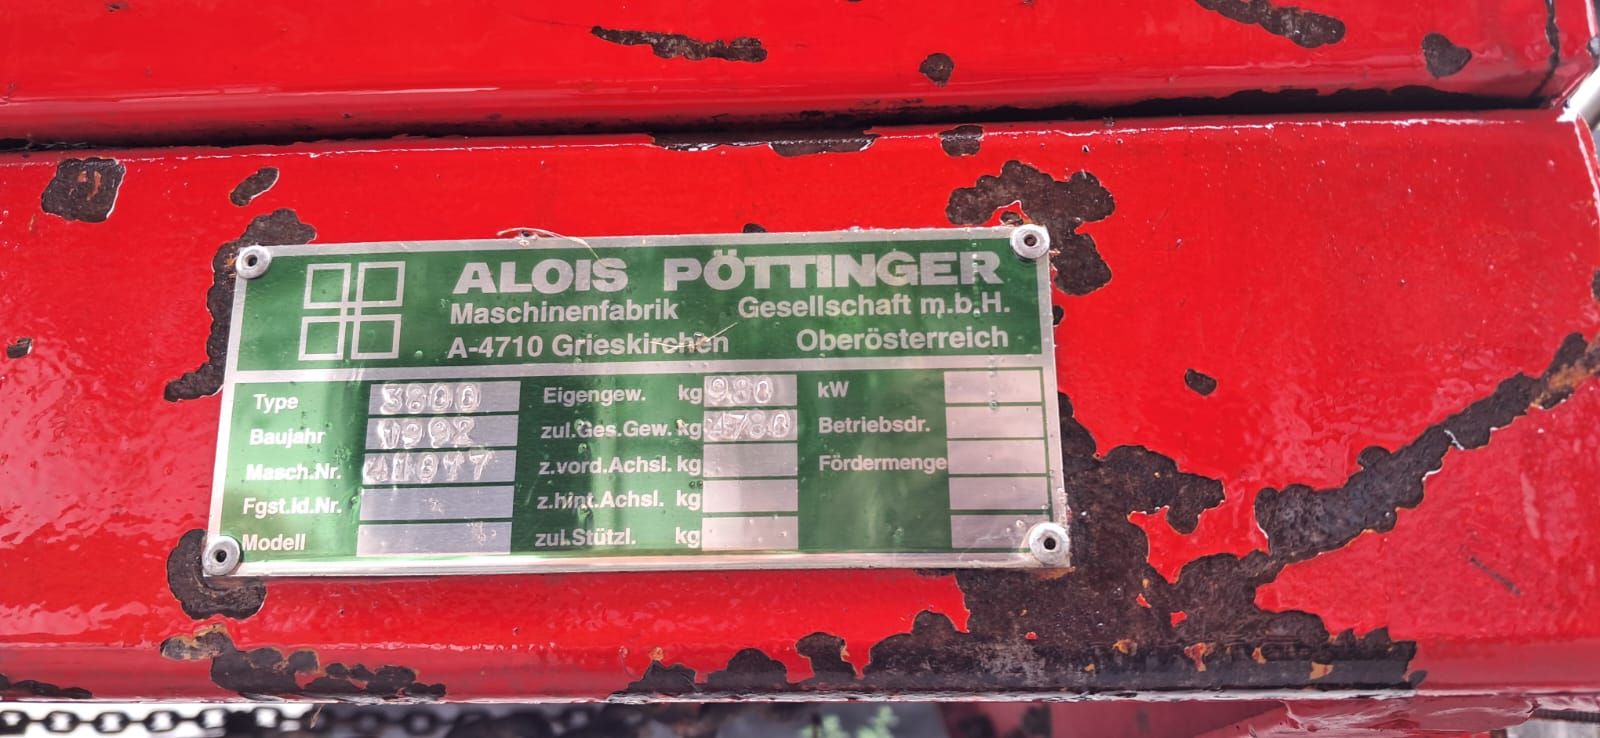 ALOIS PÖTTINGER
Maschinenfabrik Gesellschaft m.b.H.
A-4710 Grieskirchen Oberösterreich
Type 3800 Eigengew. kg 980 kW
Baujahr 1992 zul.Ges.Gew. kg 4780 Betriebsdr.
Masch.Nr. z.vord.Achsl. kg Fördermenge
Fgst.Id.Nr. z.hint.Achsl. kg
Modell zul.Stützl. kg